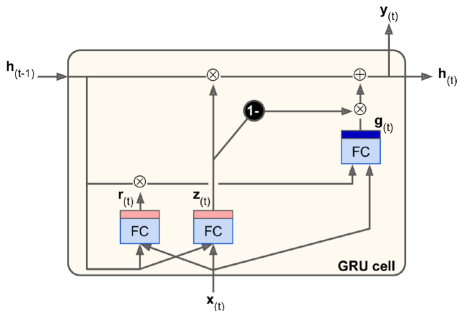 y(t)
h(t-1)
h(t)
1-
g(t)
FC
r(t)
z(t)
FC
FC
GRU cell
x(t)